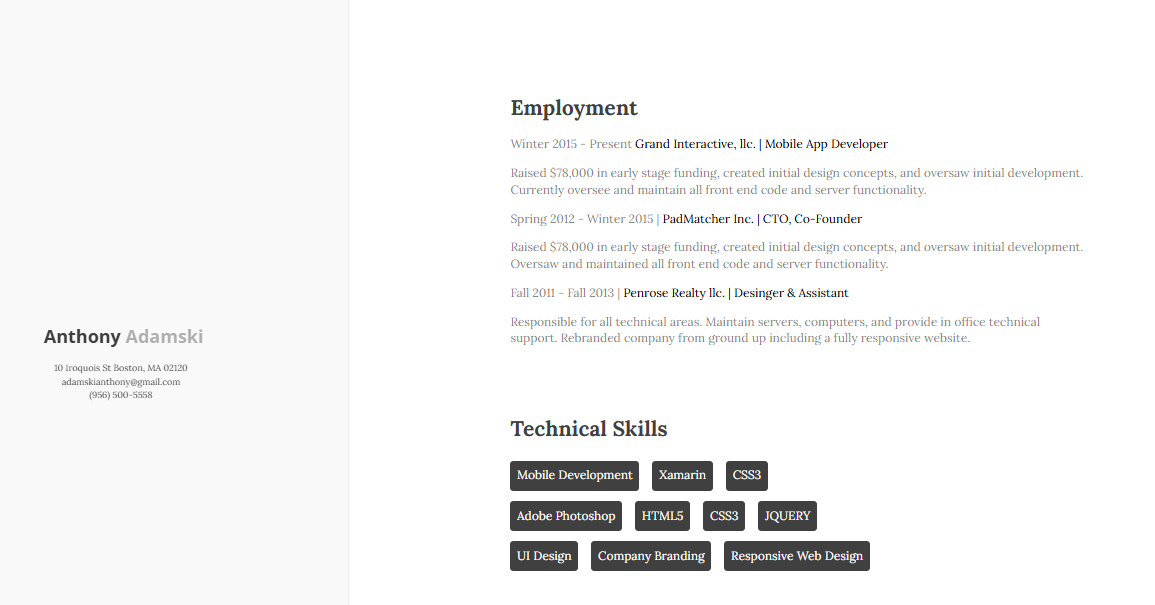 Anthony Adamski
10 Iroquois St Boston, MA 02120
adamskianthony@gmail.com
(956) 500-5558
Employment
Winter 2015 - Present Grand Interactive, llc. | Mobile App Developer
Raised $78,000 in early stage funding, created initial design concepts, and oversaw initial development.
Currently oversee and maintain all front end code and server functionality.
Spring 2012 - Winter 2015 | PadMatcher Inc. | CTO, Co-Founder
Raised $78,000 in early stage funding, created initial design concepts, and oversaw initial development.
Oversaw and maintained all front end code and server functionality.
Fall 2011 - Fall 2013 | Penrose Realty llc. | Desinger & Assistant
Responsible for all technical areas. Maintain servers, computers, and provide in office technical
support. Rebranded company from ground up including a fully responsive website.
Technical Skills
Mobile Development Xamarin CSS3
Adobe Photoshop HTML5 CSS3 JQUERY
UI Design Company Branding Responsive Web Design